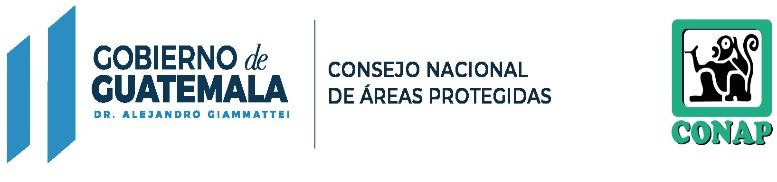 GOBIERNO de
GUATEMALA
DR. ALEJANDRO GIAMMATTEI
CONSEJO NACIONAL
DE ÁREAS PROTEGIDAS
CONAP